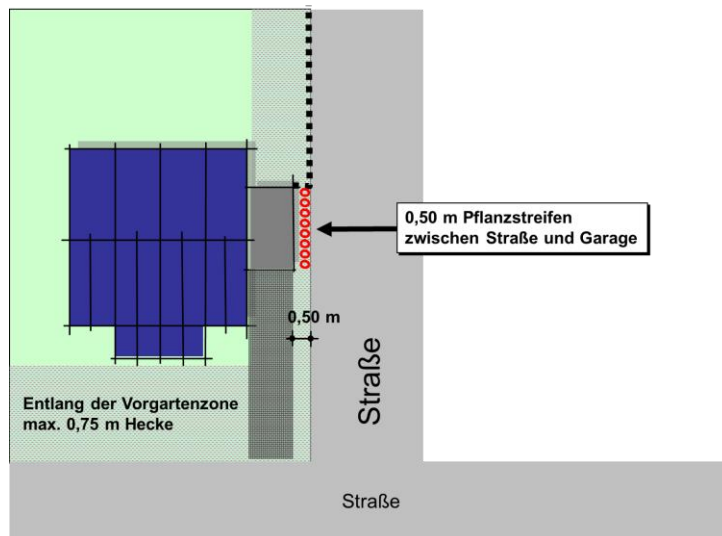 0,50 m Pflanzstreifen
zwischen Straße und Garage
0,50 m
Straße
Entlang der Vorgartenzone
max. 0,75 m Hecke
Straße